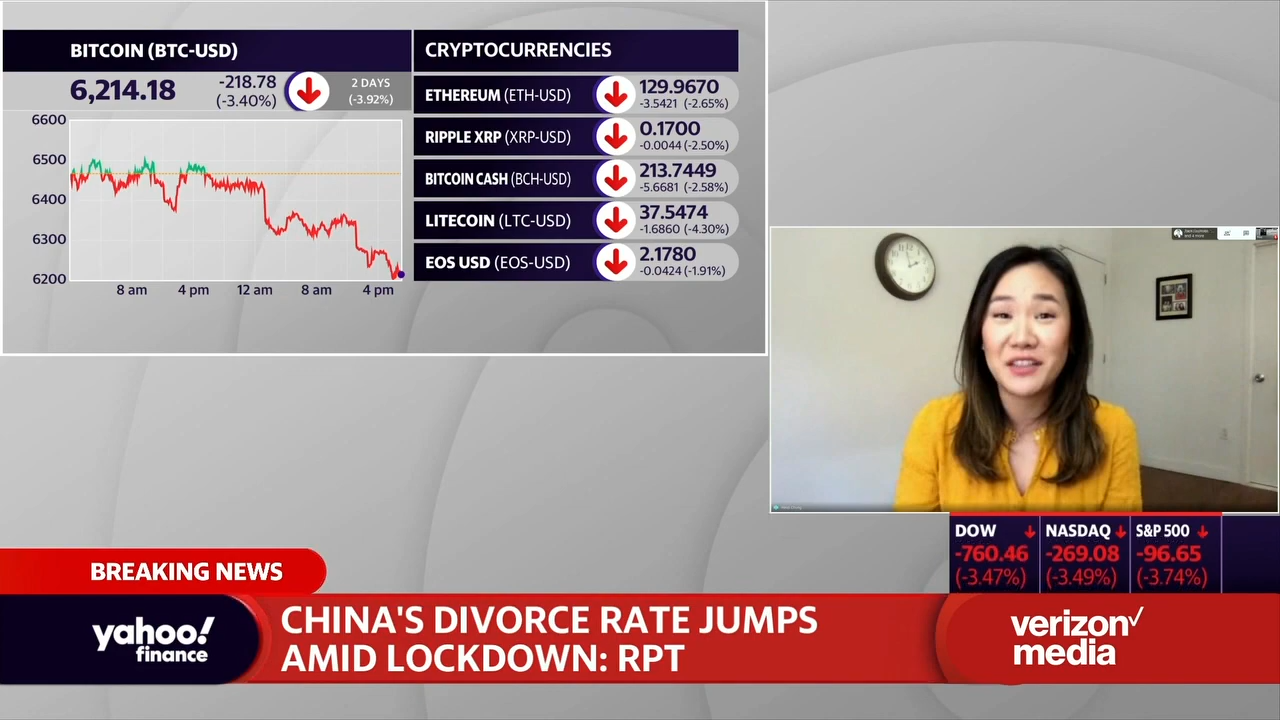 BITCOIN (BTC-USD)
6,214.18
-218.78
(-3.40%)
2 DAYS
(-3.92%)
6600
6500
6400
6300
6200
8 am
4 pm
12 am
8 am
4 pm
CRYPTOCURRENCIES
ETHEREUM (ETH-USD)
129.9670
-3.5421 (-2.65%)
RIPPLE XRP (XRP-USD)
0.1700
-0.0044 (-2.50%)
BITCOIN CASH (BCH-USD)
213.7449
-5.6681 (-2.58%)
LITECOIN (LTC-USD)
37.5474
-1.6860 (-4.30%)
EOS USD (EOS-USD)
2.1780
-0.0424 (-1.91%)
DOW
-760.46
(-3.47%)
NASDAQ
-269.08
(-3.49%)
S&P 500
-96.65
(-3.74%)
BREAKING NEWS
yahoo!
finance
CHINA'S DIVORCE RATE JUMPS
AMID LOCKDOWN: RPT
verizon✓
media